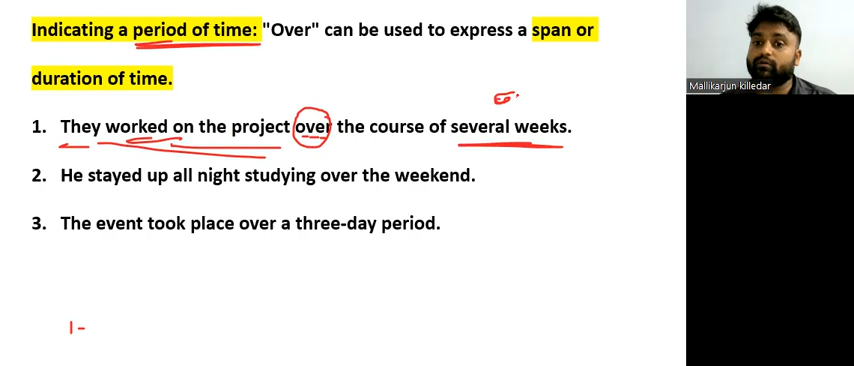 Indicating a period of time: "Over" can be used to express a span or
duration of time.
1. They worked on the project over the course of several weeks.
2. He stayed up all night studying over the weekend.
3. The event took place over a three-day period.
1-
Mallikarjun killedar